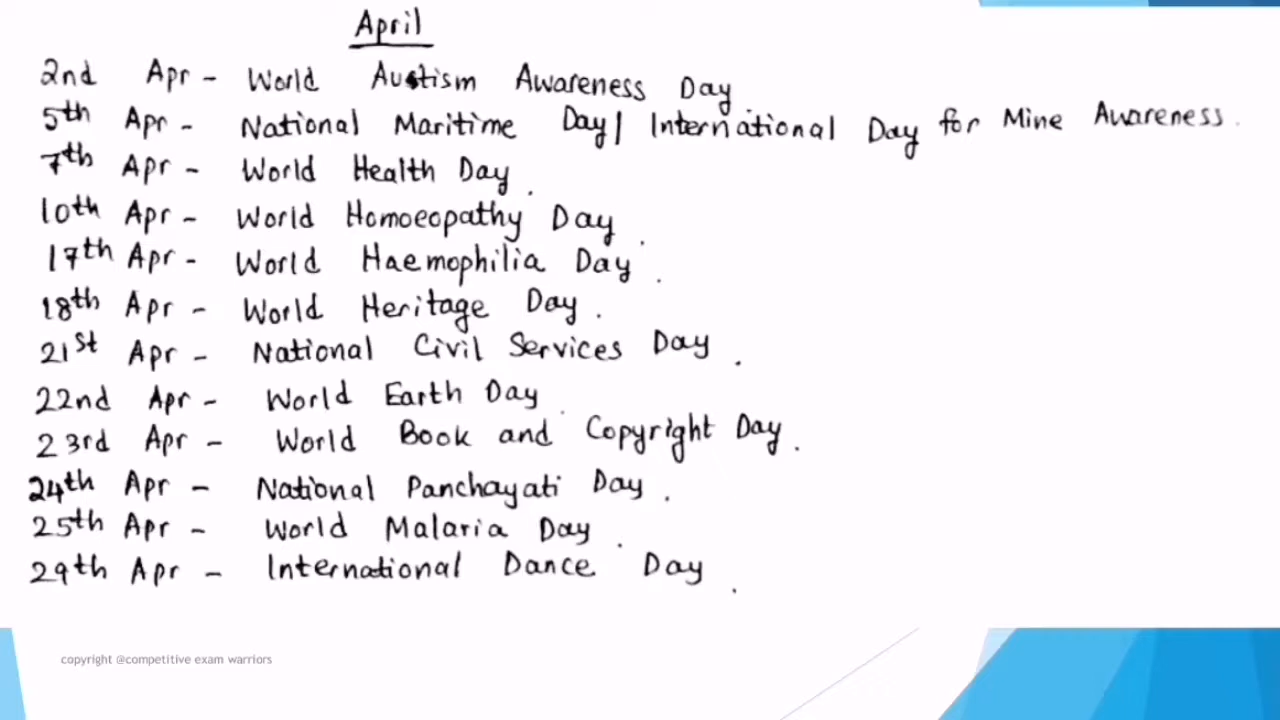 April
2nd Apr - World Austism Awareness Day
5th Apr - National Maritime Day/ International Day for Mine Awareness.
7th Apr - World Health Day.
10th Apr - World Homoeopathy Day.
17th Apr - World Haemophilia Day.
18th Apr - World Heritage Day.
21st Apr - National Civil Services Day.
22nd Apr - World Earth Day.
23rd Apr - World Book and Copyright Day.
24th Apr - National Panchayati Day.
25th Apr - World Malaria Day.
29th Apr - International Dance Day.
copyright @competitive exam warriors